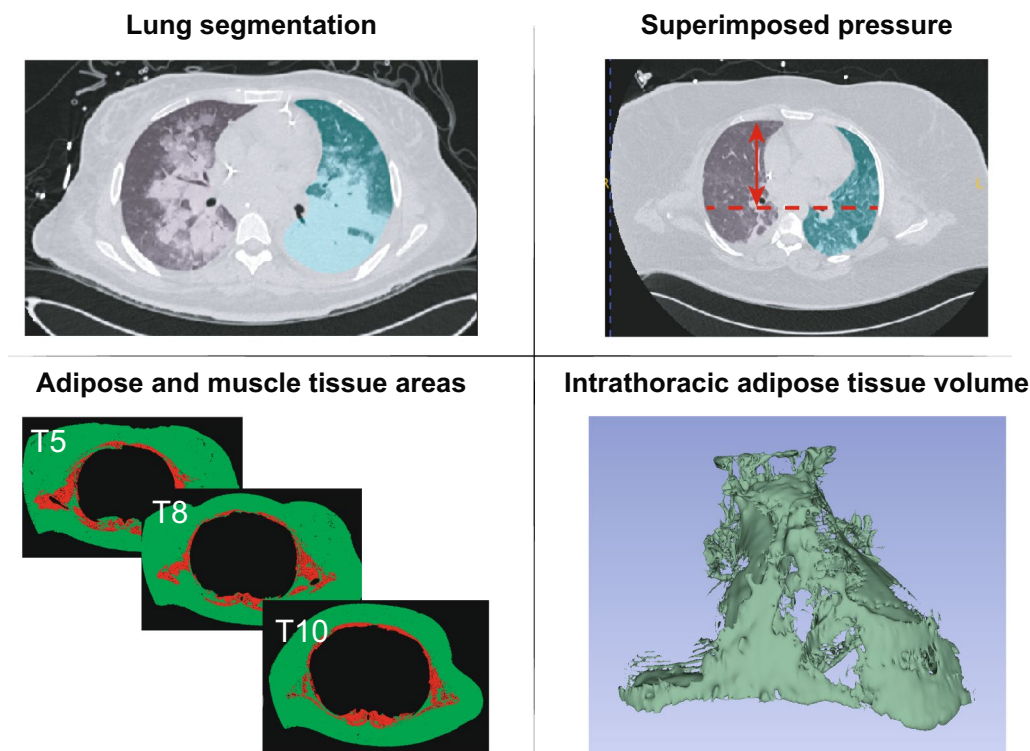 Lung segmentation
Superimposed pressure
R
Adipose and muscle tissue areas
Intrathoracic adipose tissue volume
T5
T8
T10